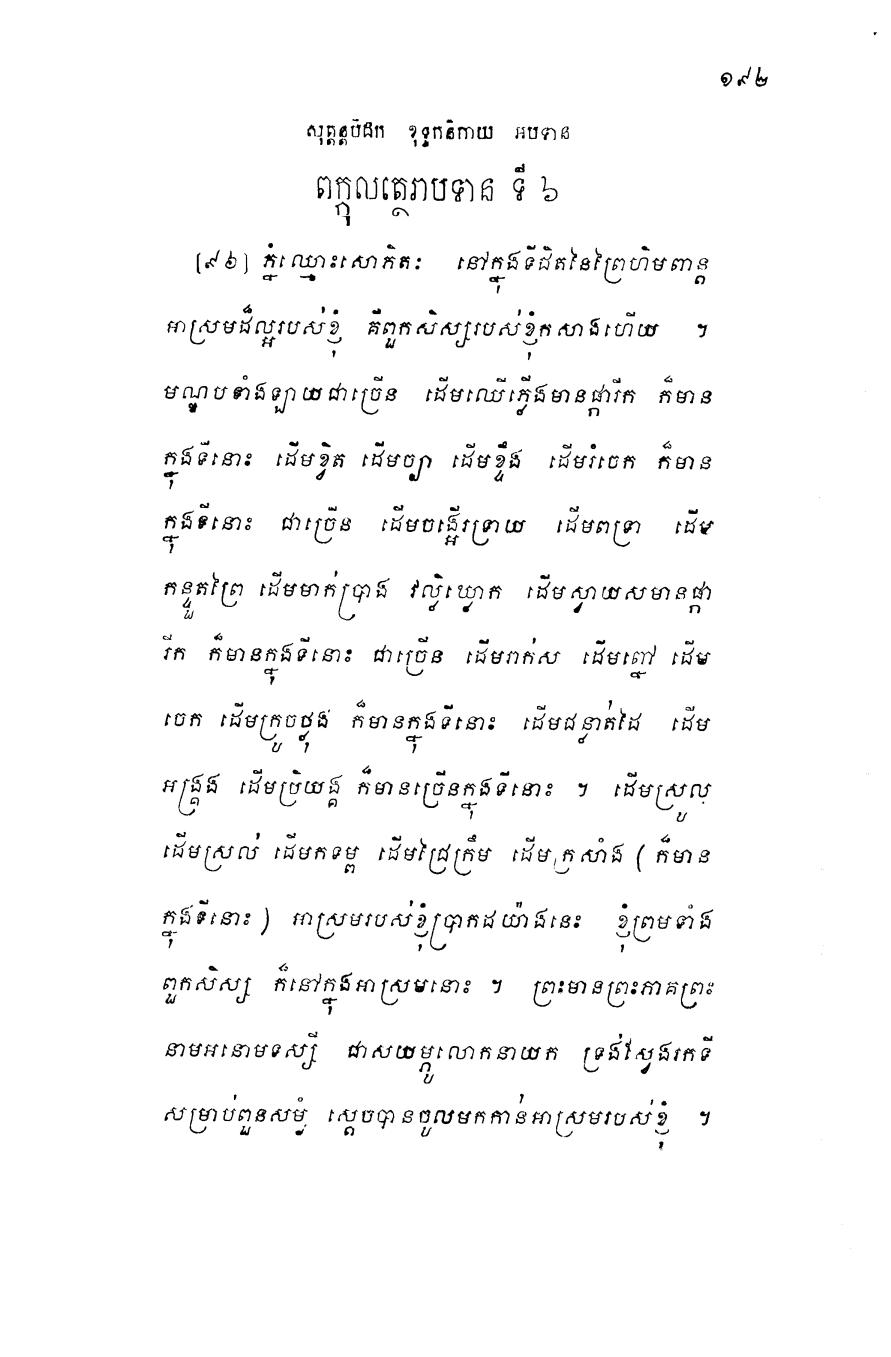 ១៩២
សុត្តន្តបិដក ខុទ្ទកនិកាយ អបទាន
ពក្កុលត្ថេរាបទាន ទី ៦
[៩៦] ភ្នំឈ្មោះសោភិតៈ នៅក្នុងទីជិតនៃព្រៃហិមពាន្ត
អាស្រមដ៏ល្អរបស់ខ្ញុំ គឺពួកសិស្សរបស់ខ្ញុំកសាងហើយ ។
មណ្ឌបទាំងឡាយជាច្រើន ដើមឈើភ្លើងមានផ្ការីក ក៏មាន
ក្នុងទីនោះ ដើមខ្វិត ដើមច្បា ដើមខ្ទឹង ដើមរំចេក ក៏មាន
ក្នុងទីនោះ ជាច្រើន ដើមចង្អើរទ្រាយ ដើមពទ្រា ដើម
កន្ទួតព្រៃ ដើមមាក់ប្រាង វល្លិឃ្លោក ដើមស្វាយសមានផ្កា
រីក ក៏មានក្នុងទីនោះ ជាច្រើន ដើមរាក់ស ដើមព្នៅ ដើម
ចេក ដើមក្រូចថ្លុង ក៏មានក្នុងទីនោះ ដើមជន្លាត់ដៃ ដើម
អង្គ្រង ដើមប្រិយង្គ ក៏មានច្រើនក្នុងទីនោះ ។ ដើមស្រល្ប
ដើមស្រល់ ដើមកទម្ព ដើមជ្រៃក្រឹម ដើមក្រសាំង ( ក៏មាន
ក្នុងទីនោះ ) អាស្រមរបស់ខ្ញុំប្រាកដយ៉ាងនេះ ខ្ញុំព្រមទាំង
ពួកសិស្ស ក៏នៅក្នុងអាស្រមនោះ ។ ព្រះមានព្រះភាគព្រះ
នាមអនោមទស្សី ជាសយម្ភូលោកនាយក ទ្រង់ស្វែងរកទី
សម្រាប់ពួនសម្ងំ ស្តេចបានចូលមកកាន់អាស្រមរបស់ខ្ញុំ ។